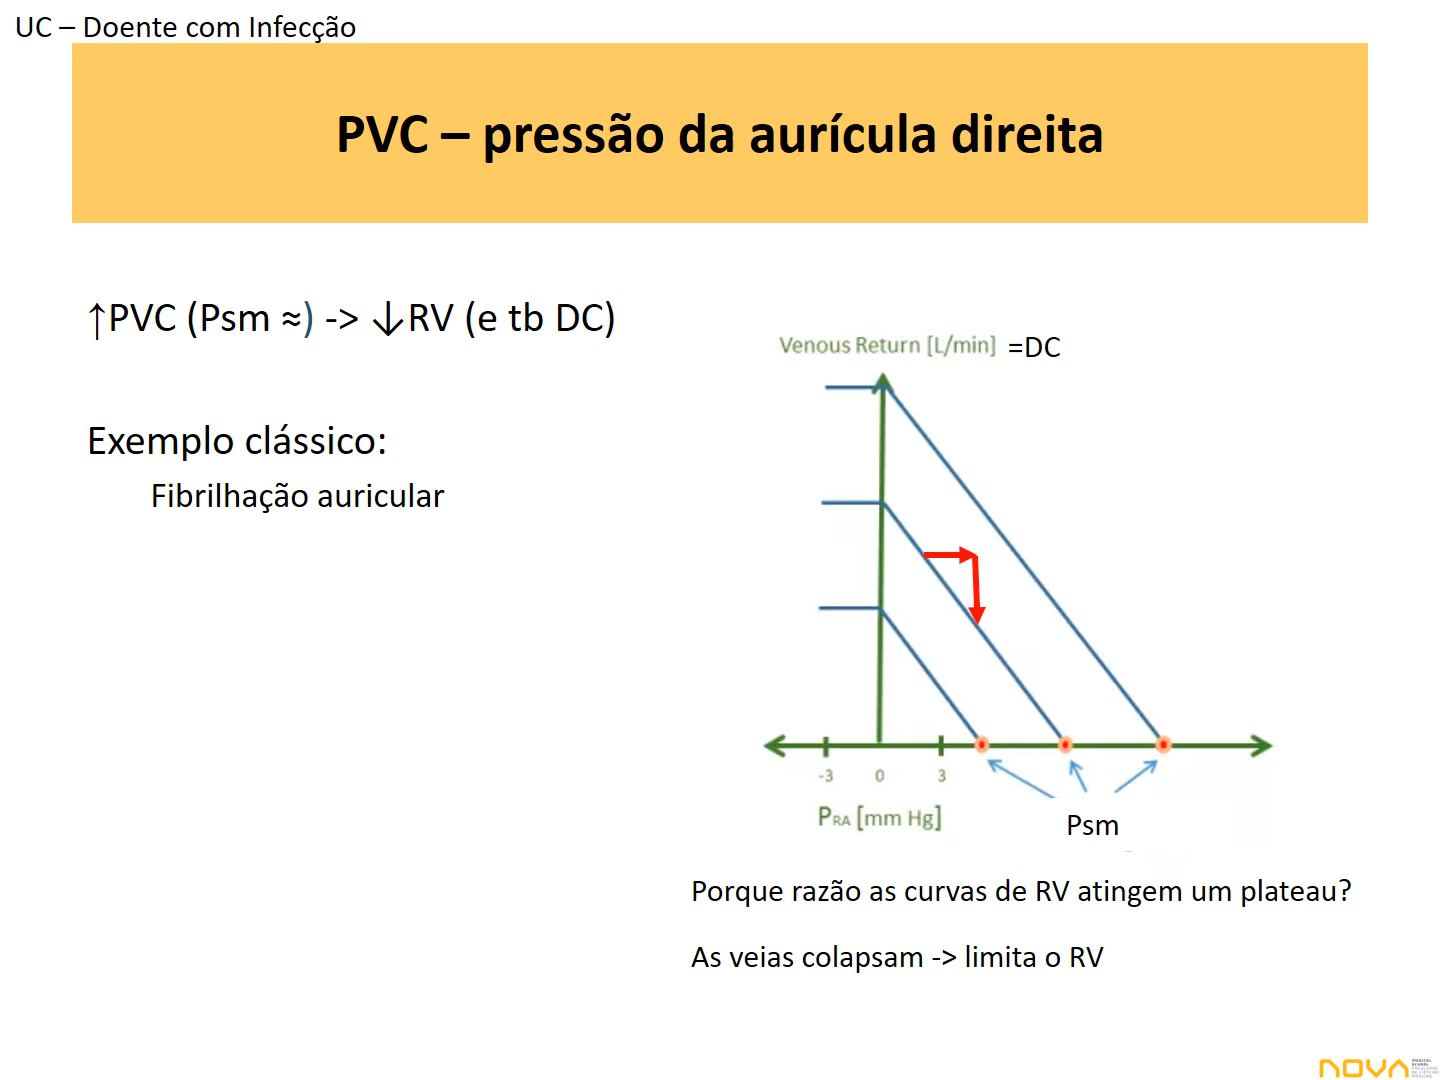 UC – Doente com Infecção
PVC – pressão da aurícula direita
↑PVC (Psm ≈) -> ↓RV (e tb DC)
Exemplo clássico:
Fibrilhação auricular
Venous Return [L/min] =DC
-3 0 3
PRA [mm Hg]
Psm
Porque razão as curvas de RV atingem um plateau?
As veias colapsam -> limita o RV
NOVA
MEDICAL
SCHOOL